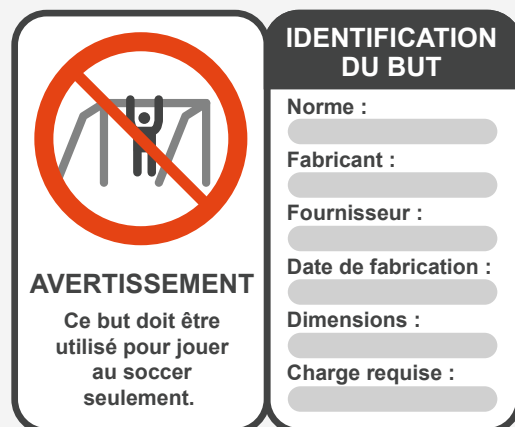 AVERTISSEMENT
Ce but doit être
utilisé pour jouer
au soccer
seulement.
IDENTIFICATION
DU BUT
Norme :
Fabricant :
Fournisseur :
Date de fabrication :
Dimensions :
Charge requise :